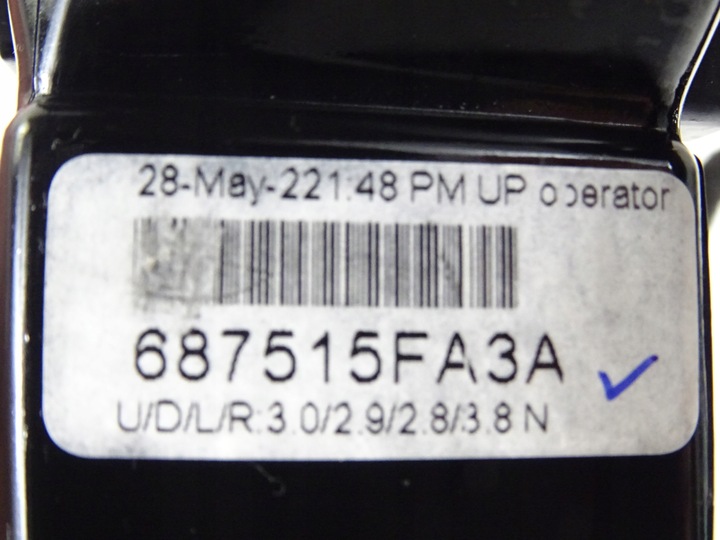 28-May-221:48 PM UP operator
687515FA3A
U/D/L/R:3.0/2.9/2.8/3.8 N